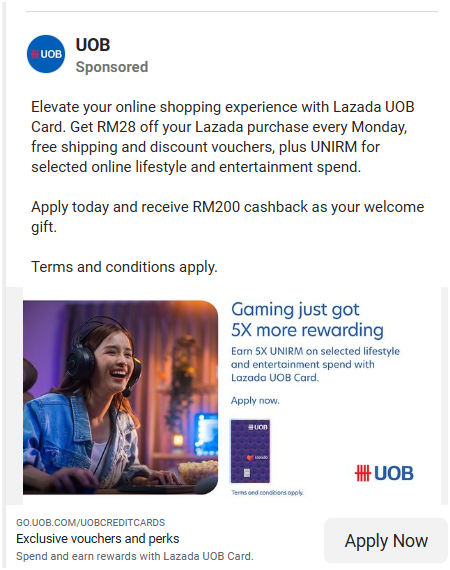 UOB
UOB
Sponsored
Elevate your online shopping experience with Lazada UOB
Card. Get RM28 off your Lazada purchase every Monday,
free shipping and discount vouchers, plus UNIRM for
selected online lifestyle and entertainment spend.
Apply today and receive RM200 cashback as your welcome
gift.
Terms and conditions apply.
Gaming just got
5X more rewarding
Earn 5X UNIRM on selected lifestyle
and entertainment spend with
Lazada UOB Card.
Apply now.
UOB
Lazada
UOB
Terms and conditions apply.
GO.UOB.COM/UOBCREDITCARDS
Exclusive vouchers and perks
Spend and earn rewards with Lazada UOB Card.
Apply Now